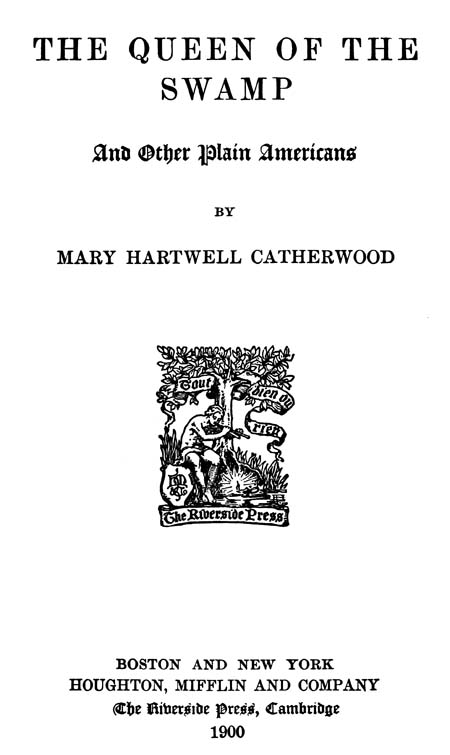 THE QUEEN OF THE
SWAMP
And Other Plain Americans
BY
MARY HARTWELL CATHERWOOD
Tout bien ou
rien
The Riverside Press
BOSTON AND NEW YORK
HOUGHTON, MIFFLIN AND COMPANY
The Riverside Press, Cambridge
1900